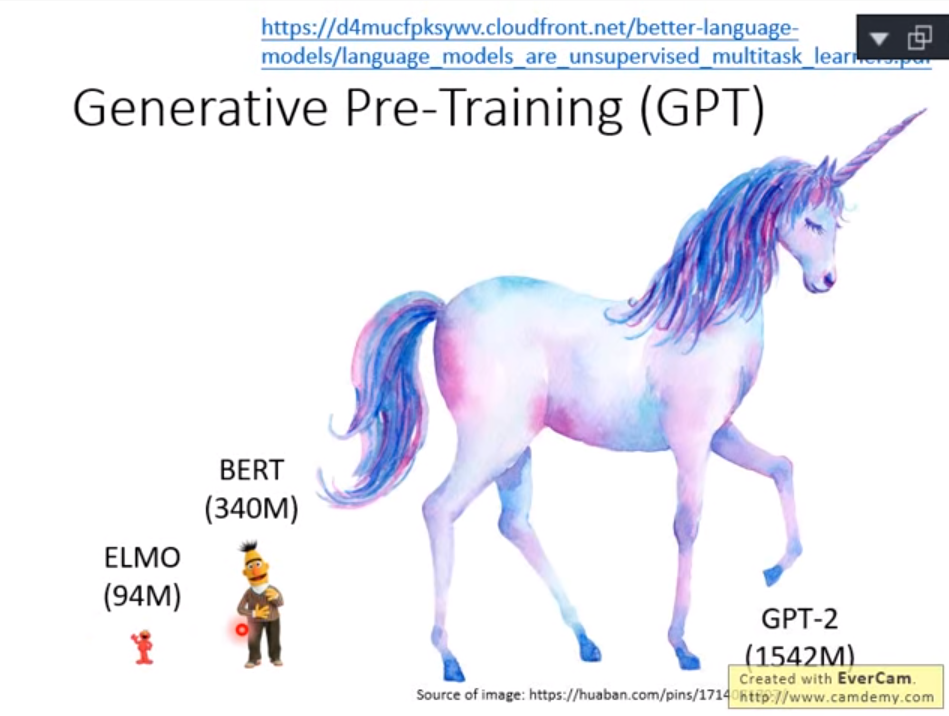 https://d4mucfpksywv.cloudfront.net/better-language-
models/language_models_are_unsupervised_multitask_learners.pdf
Generative Pre-Training (GPT)
BERT
(340M)
ELMO
(94M)
GPT-2
(1542M)
Created with EverCam.
http://www.camdemy.com
Source of image: https://huaban.com/pins/1714